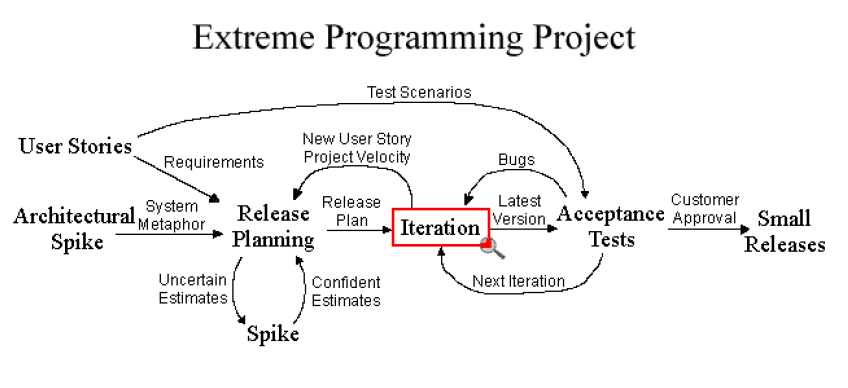 Extreme Programming Project
Test Scenarios
User Stories
Requirements
New User Story
Project Velocity
Bugs
Architectural
Spike
System
Metaphor
Release
Planning
Release
Plan
Iteration
Latest
Version
Acceptance
Tests
Customer
Approval
Small
Releases
Uncertain
Estimates
Confident
Estimates
Next Iteration
Spike